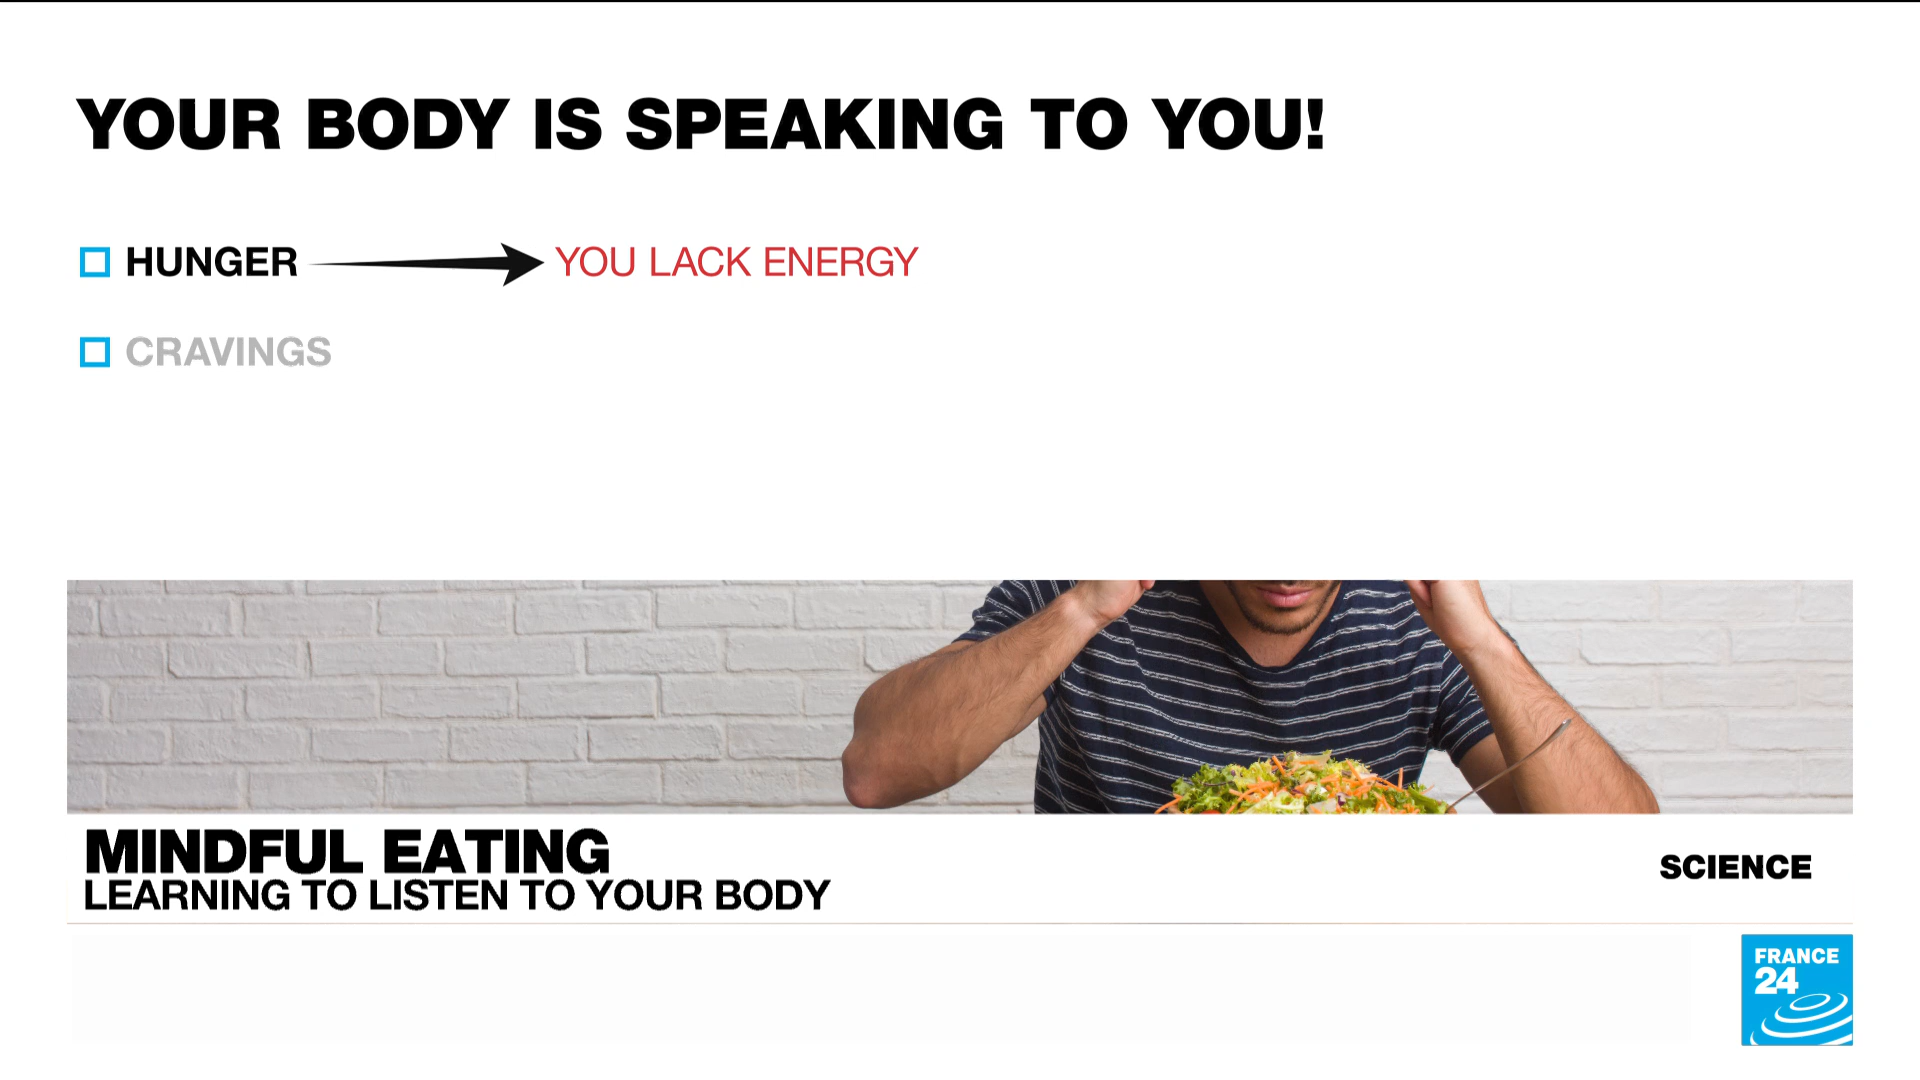 YOUR BODY IS SPEAKING TO YOU!
HUNGER YOU LACK ENERGY
CRAVINGS
MINDFUL EATING
LEARNING TO LISTEN TO YOUR BODY
SCIENCE
FRANCE
24